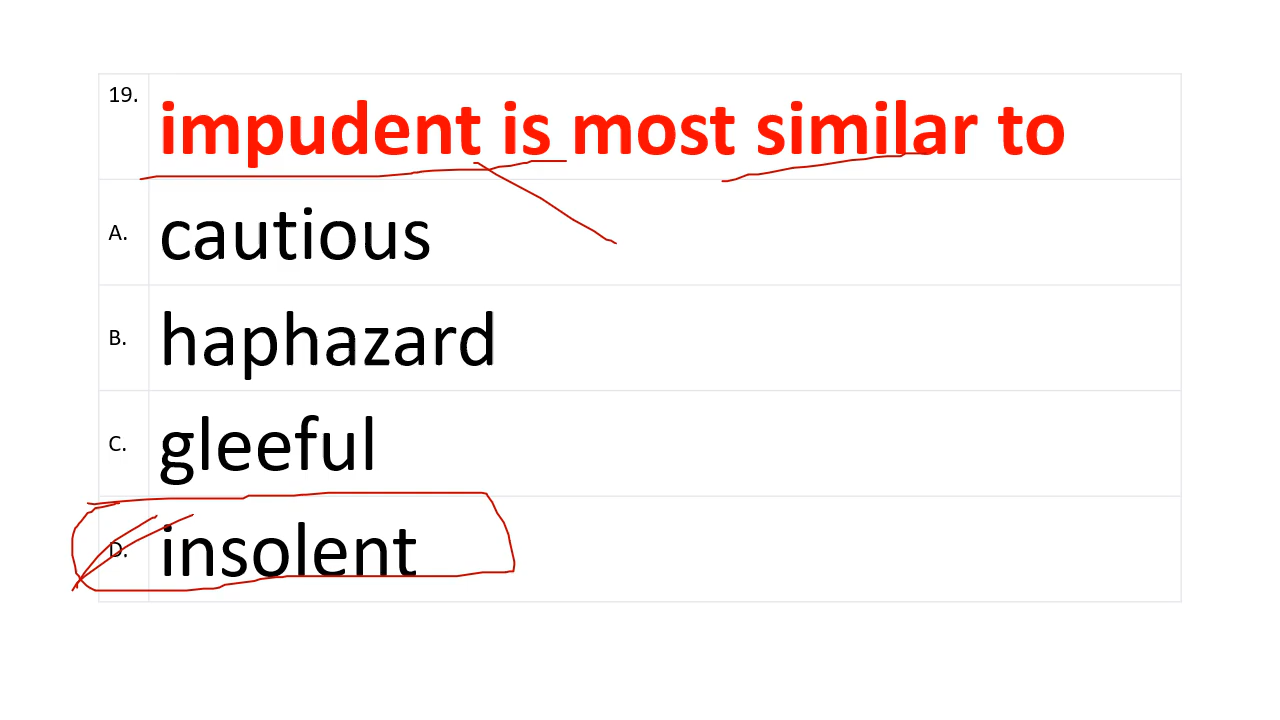 19. impudent is most similar to
A. cautious
B. haphazard
C. gleeful
D. insolent